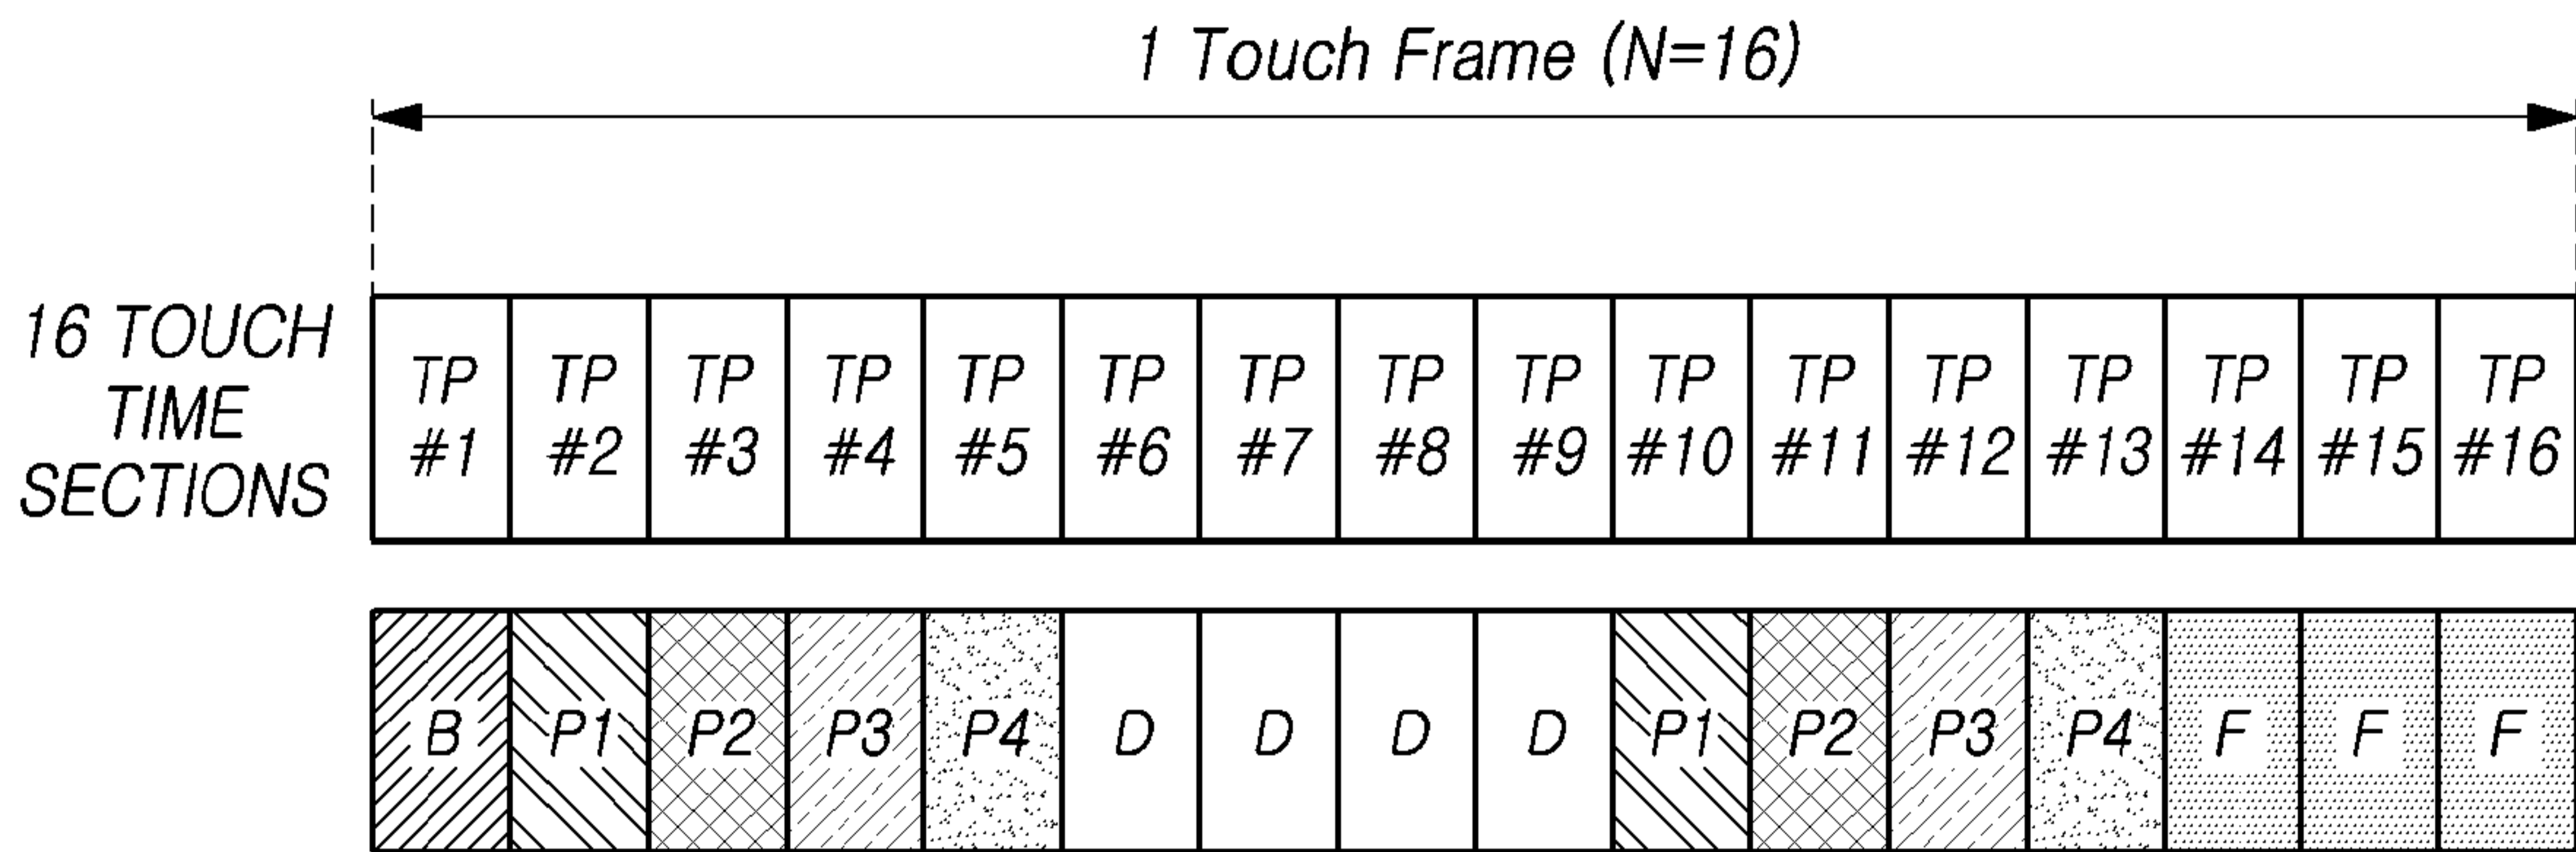 1 Touch Frame (N=16)
16 TOUCH
TIME
SECTIONS
TP TP TP TP TP TP TP TP TP TP TP TP TP TP TP TP
#1 #2 #3 #4 #5 #6 #7 #8 #9 #10 #11 #12 #13 #14 #15 #16
B P1 P2 P3 P4 D D D D P1 P2 P3 P4 F F F